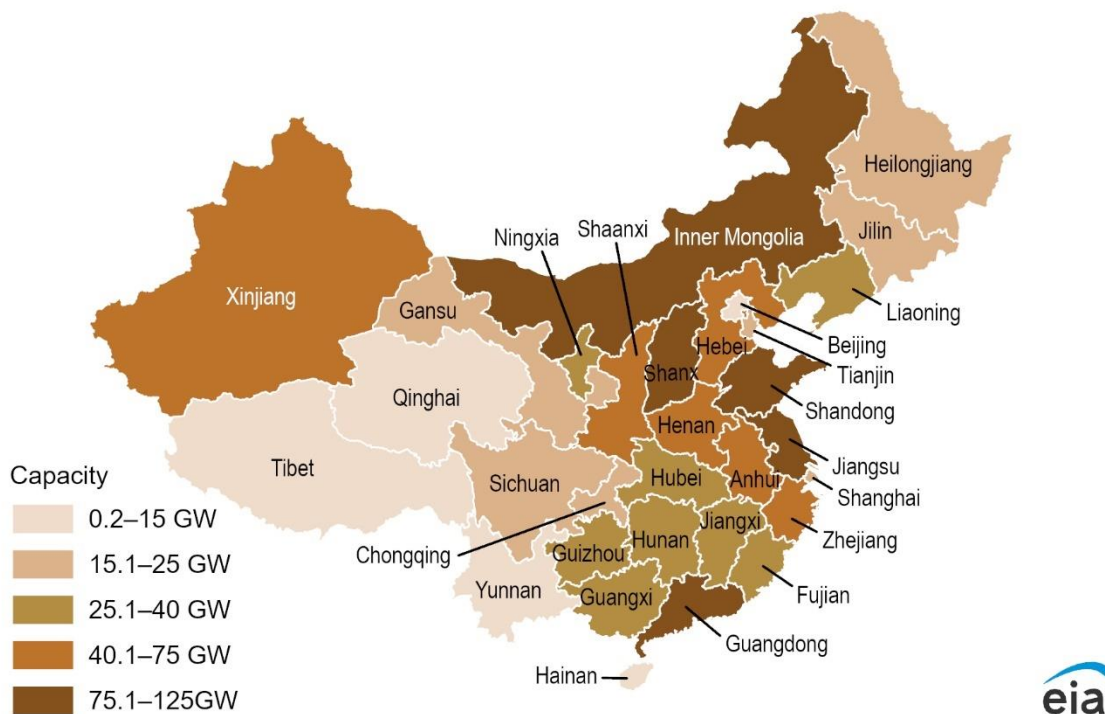 Heilongjiang
Jilin
Ningxia
Shaanxi
Inner Mongolia
Xinjiang
Gansu
Liaoning
Beijing
Hebei
Tianjin
Shanx
Qinghai
Shandong
Henan
Tibet
Jiangsu
Sichuan
Hubei
Anhui
Shanghai
Jiangxi
Zhejiang
Chongqing
Guizhou
Hunan
Yunnan
Guangxi
Fujian
Guangdong
Hainan
Capacity
0.2–15 GW
15.1–25 GW
25.1–40 GW
40.1–75 GW
75.1–125GW
eia